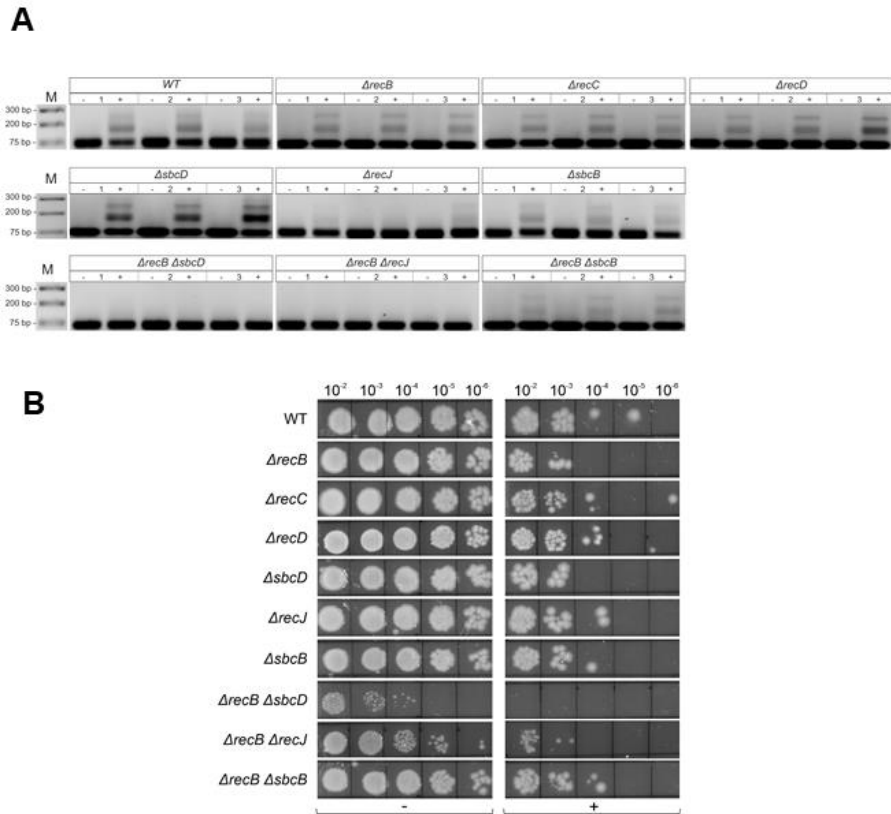 A
WT ΔrecB ΔrecC ΔrecD
M - 1 + - 2 + - 3 + - 1 + - 2 + - 3 + - 1 + - 2 + - 3 + - 1 + - 2 + - 3 +
300 bp -
200 bp -
75 bp -
ΔsbcD ΔrecJ ΔsbcB
M - 1 + - 2 + - 3 + - 1 + - 2 + - 3 + - 1 + - 2 + - 3 +
300 bp -
200 bp -
75 bp -
ΔrecB ΔsbcD ΔrecB ΔrecJ ΔrecB ΔsbcB
M - 1 + - 2 + - 3 + - 1 + - 2 + - 3 + - 1 + - 2 + - 3 +
300 bp -
200 bp -
75 bp -
B
10⁻² 10⁻³ 10⁻⁴ 10⁻⁵ 10⁻⁶ 10⁻² 10⁻³ 10⁻⁴ 10⁻⁵ 10⁻⁶
WT
ΔrecB
ΔrecC
ΔrecD
ΔsbcD
ΔrecJ
ΔsbcB
ΔrecB ΔsbcD
ΔrecB ΔrecJ
ΔrecB ΔsbcB
- +